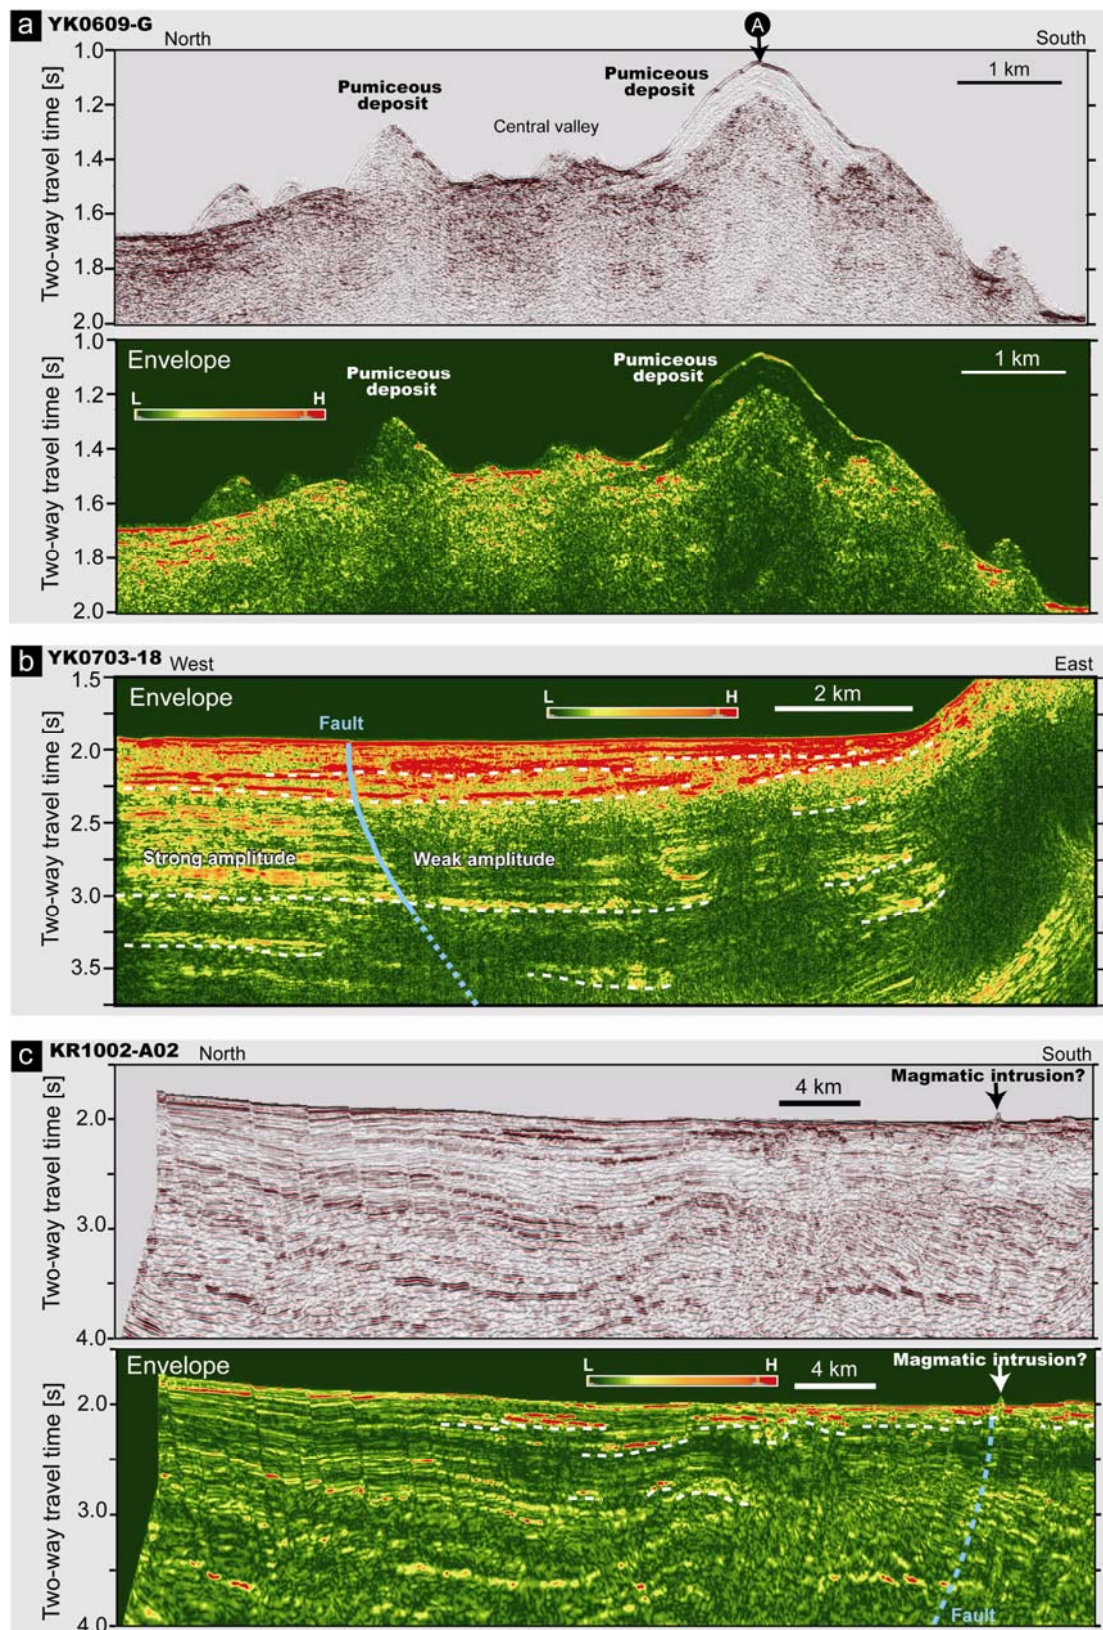 a YK0609-G
North
South
A
1.0
1.2
1.4
1.6
1.8
2.0
Two-way travel time [s]
Pumiceous
deposit
Central valley
Pumiceous
deposit
1 km
Envelope
L H
1.0
1.2
1.4
1.6
1.8
2.0
Two-way travel time [s]
Pumiceous
deposit
Pumiceous
deposit
1 km
b YK0703-18 West
East
1.5
2.0
2.5
3.0
3.5
Two-way travel time [s]
Envelope
L H
2 km
Fault
Strong amplitude
Weak amplitude
c KR1002-A02 North
South
Magmatic intrusion?
4 km
2.0
3.0
4.0
Two-way travel time [s]
Envelope
L H
4 km
Magmatic intrusion?
2.0
3.0
4.0
Two-way travel time [s]
Fault